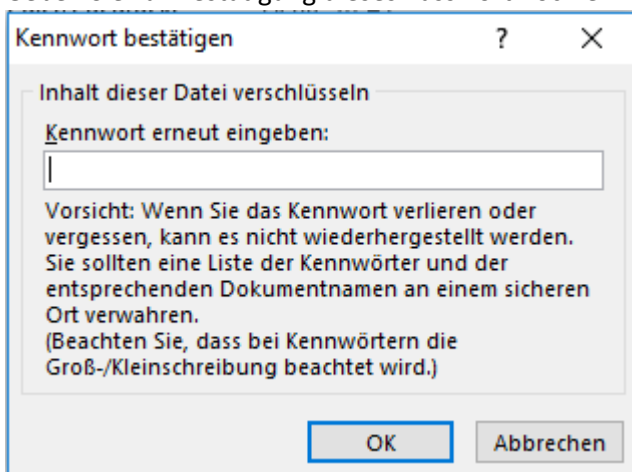 Kennwort bestätigen ? X
Inhalt dieser Datei verschlüsseln
Kennwort erneut eingeben:
Vorsicht: Wenn Sie das Kennwort verlieren oder
vergessen, kann es nicht wiederhergestellt werden.
Sie sollten eine Liste der Kennwörter und der
entsprechenden Dokumentnamen an einem sicheren
Ort verwahren.
(Beachten Sie, dass bei Kennwörtern die
Groß-/Kleinschreibung beachtet wird.)
OK Abbrechen